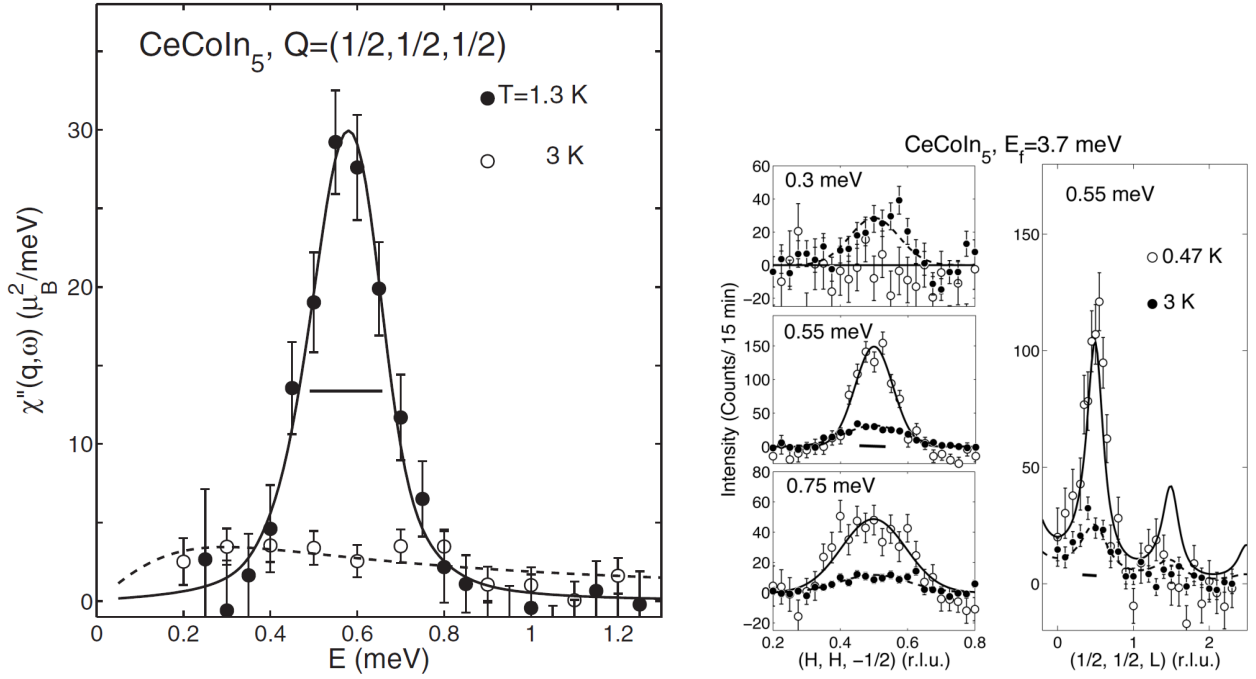 CeCoIn5, Q=(1/2,1/2,1/2)
T=1.3 K
3 K
χ"(q,ω) (μB2/meV)
30
20
10
0
0 0.2 0.4 0.6 0.8 1 1.2
E (meV)
CeCoIn5, Ef=3.7 meV
0.3 meV
60
40
20
0
−20
0.55 meV
150
100
50
0
0.75 meV
80
60
40
20
0
−20
0.2 0.4 0.6 0.8
(H, H, −1/2) (r.l.u.)
Intensity (Counts/ 15 min)
0.55 meV
0.47 K
3 K
150
100
50
0
0 1 2
(1/2, 1/2, L) (r.l.u.)